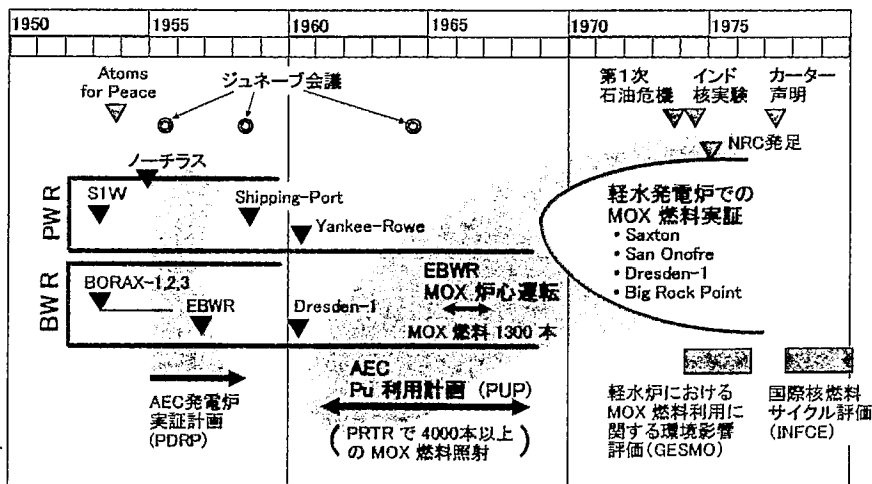 1950
1955
1960
1965
1970
1975
Atoms
for Peace
ジュネーブ会議
第1次
石油危機
インド
核実験
カーター
声明
NRC発足
PWR
ノーチラス
S1W
Shipping-Port
Yankee-Rowe
BWR
BORAX-1,2,3
EBWR
Dresden-1
EBWR
MOX 炉心運転
MOX 燃料 1300 本
軽水発電炉での
MOX 燃料実証
・Saxton
・San Onofre
・Dresden-1
・Big Rock Point
AEC発電炉
実証計画
(PDRP)
AEC
Pu 利用計画 (PUP)
(PRTR で 4000本以上
の MOX 燃料照射)
軽水炉における
MOX 燃料利用に
関する環境影響
評価(GESMO)
国際核燃料
サイクル評価
(INFCE)